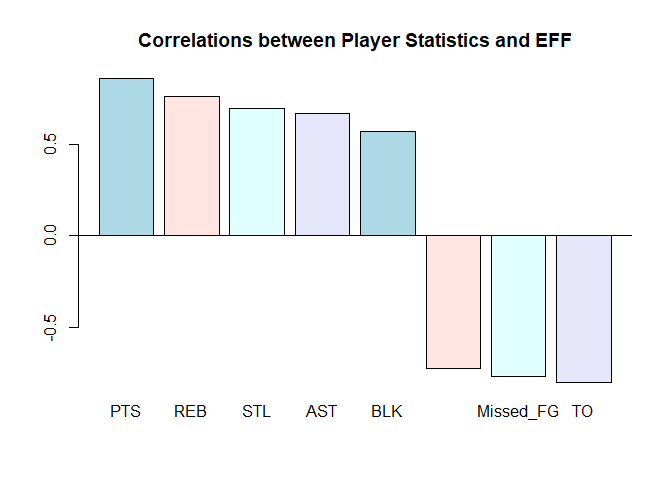 Correlations between Player Statistics and EFF
0.5
0.0
-0.5
PTS REB STL AST BLK Missed_FG TO